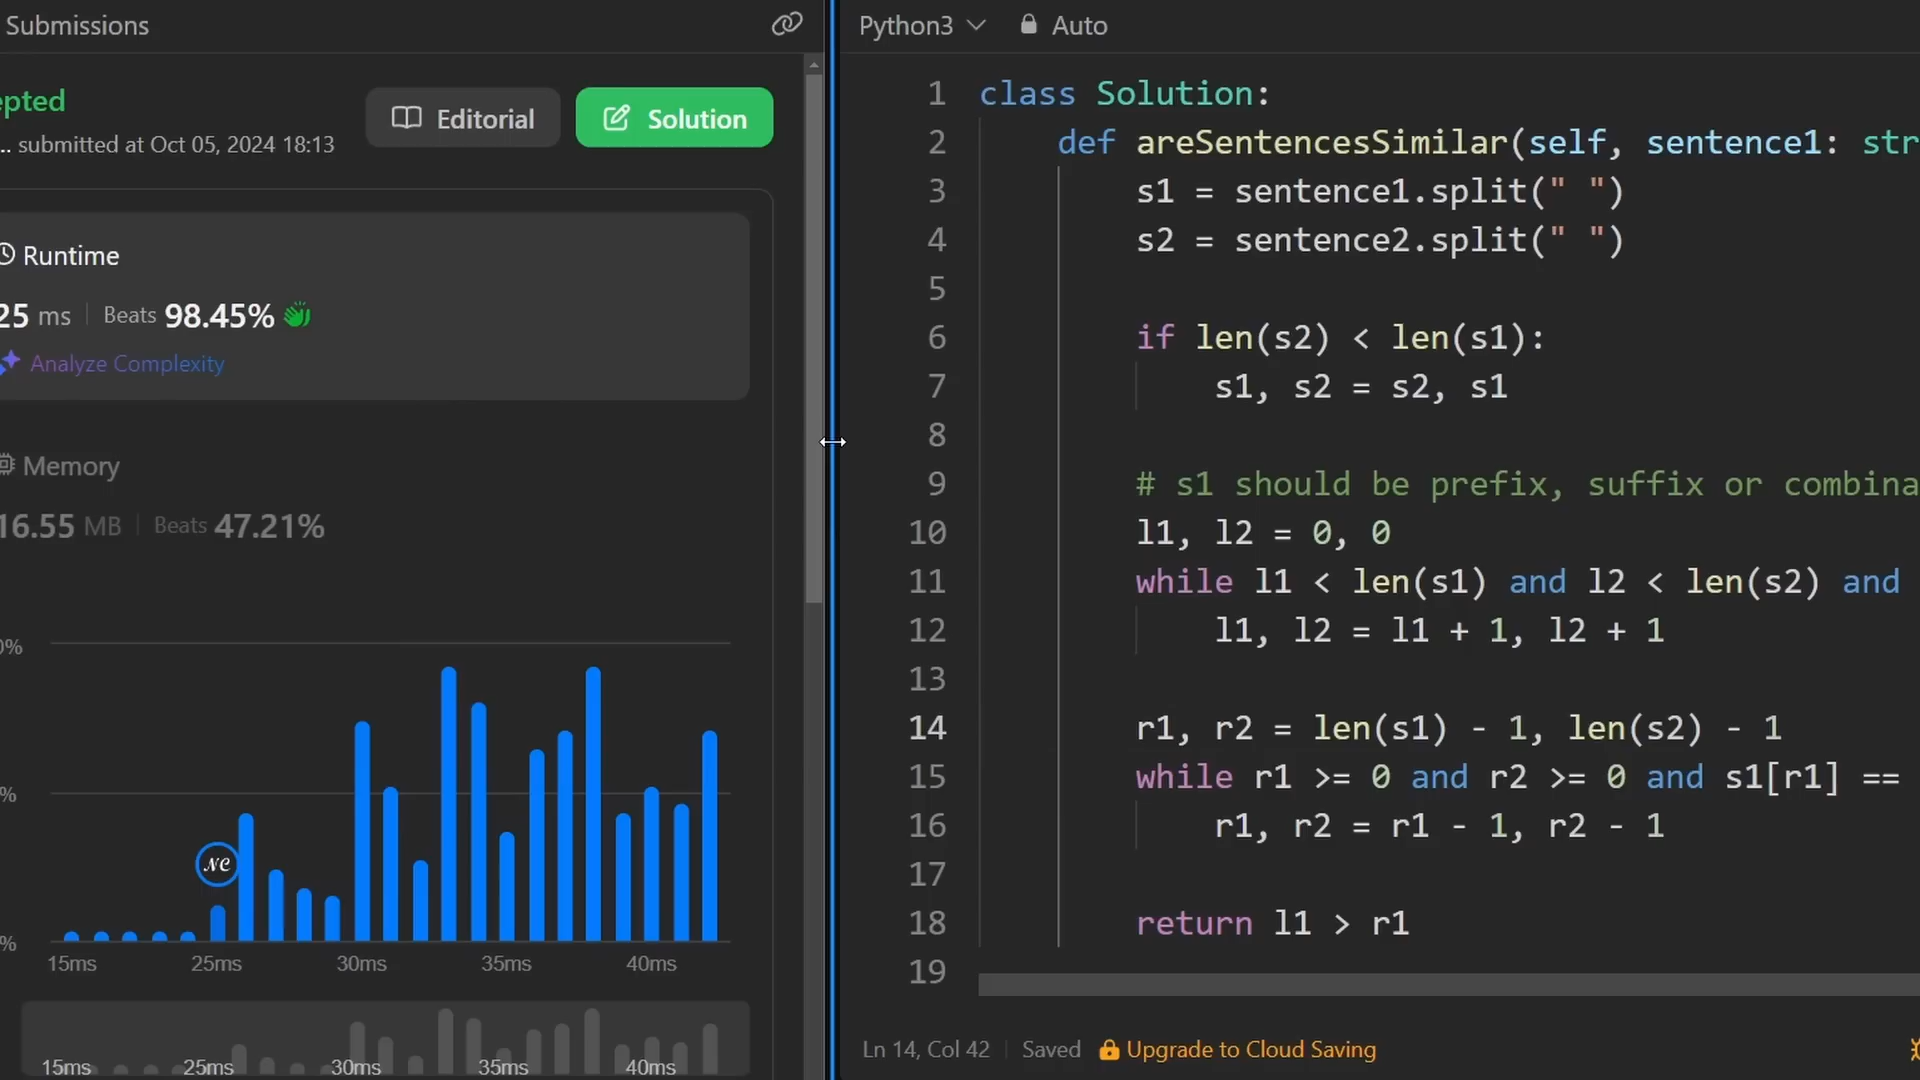 Submissions
epted
.. submitted at Oct 05, 2024 18:13
Editorial
Solution
Runtime
25 ms
Beats 98.45%
Analyze Complexity
Memory
16.55 MB
Beats 47.21%
0%
%
%
NC
15ms 25ms 30ms 35ms 40ms
15ms 25ms 30ms 35ms 40ms
Python3
Auto
1 class Solution:
2 def areSentencesSimilar(self, sentence1: str
3 s1 = sentence1.split(" ")
4 s2 = sentence2.split(" ")
5
6 if len(s2) < len(s1):
7 s1, s2 = s2, s1
8
9 # s1 should be prefix, suffix or combina
10 l1, l2 = 0, 0
11 while l1 < len(s1) and l2 < len(s2) and
12 l1, l2 = l1 + 1, l2 + 1
13
14 r1, r2 = len(s1) - 1, len(s2) - 1
15 while r1 >= 0 and r2 >= 0 and s1[r1] ==
16 r1, r2 = r1 - 1, r2 - 1
17
18 return l1 > r1
19
Ln 14, Col 42
Saved
Upgrade to Cloud Saving